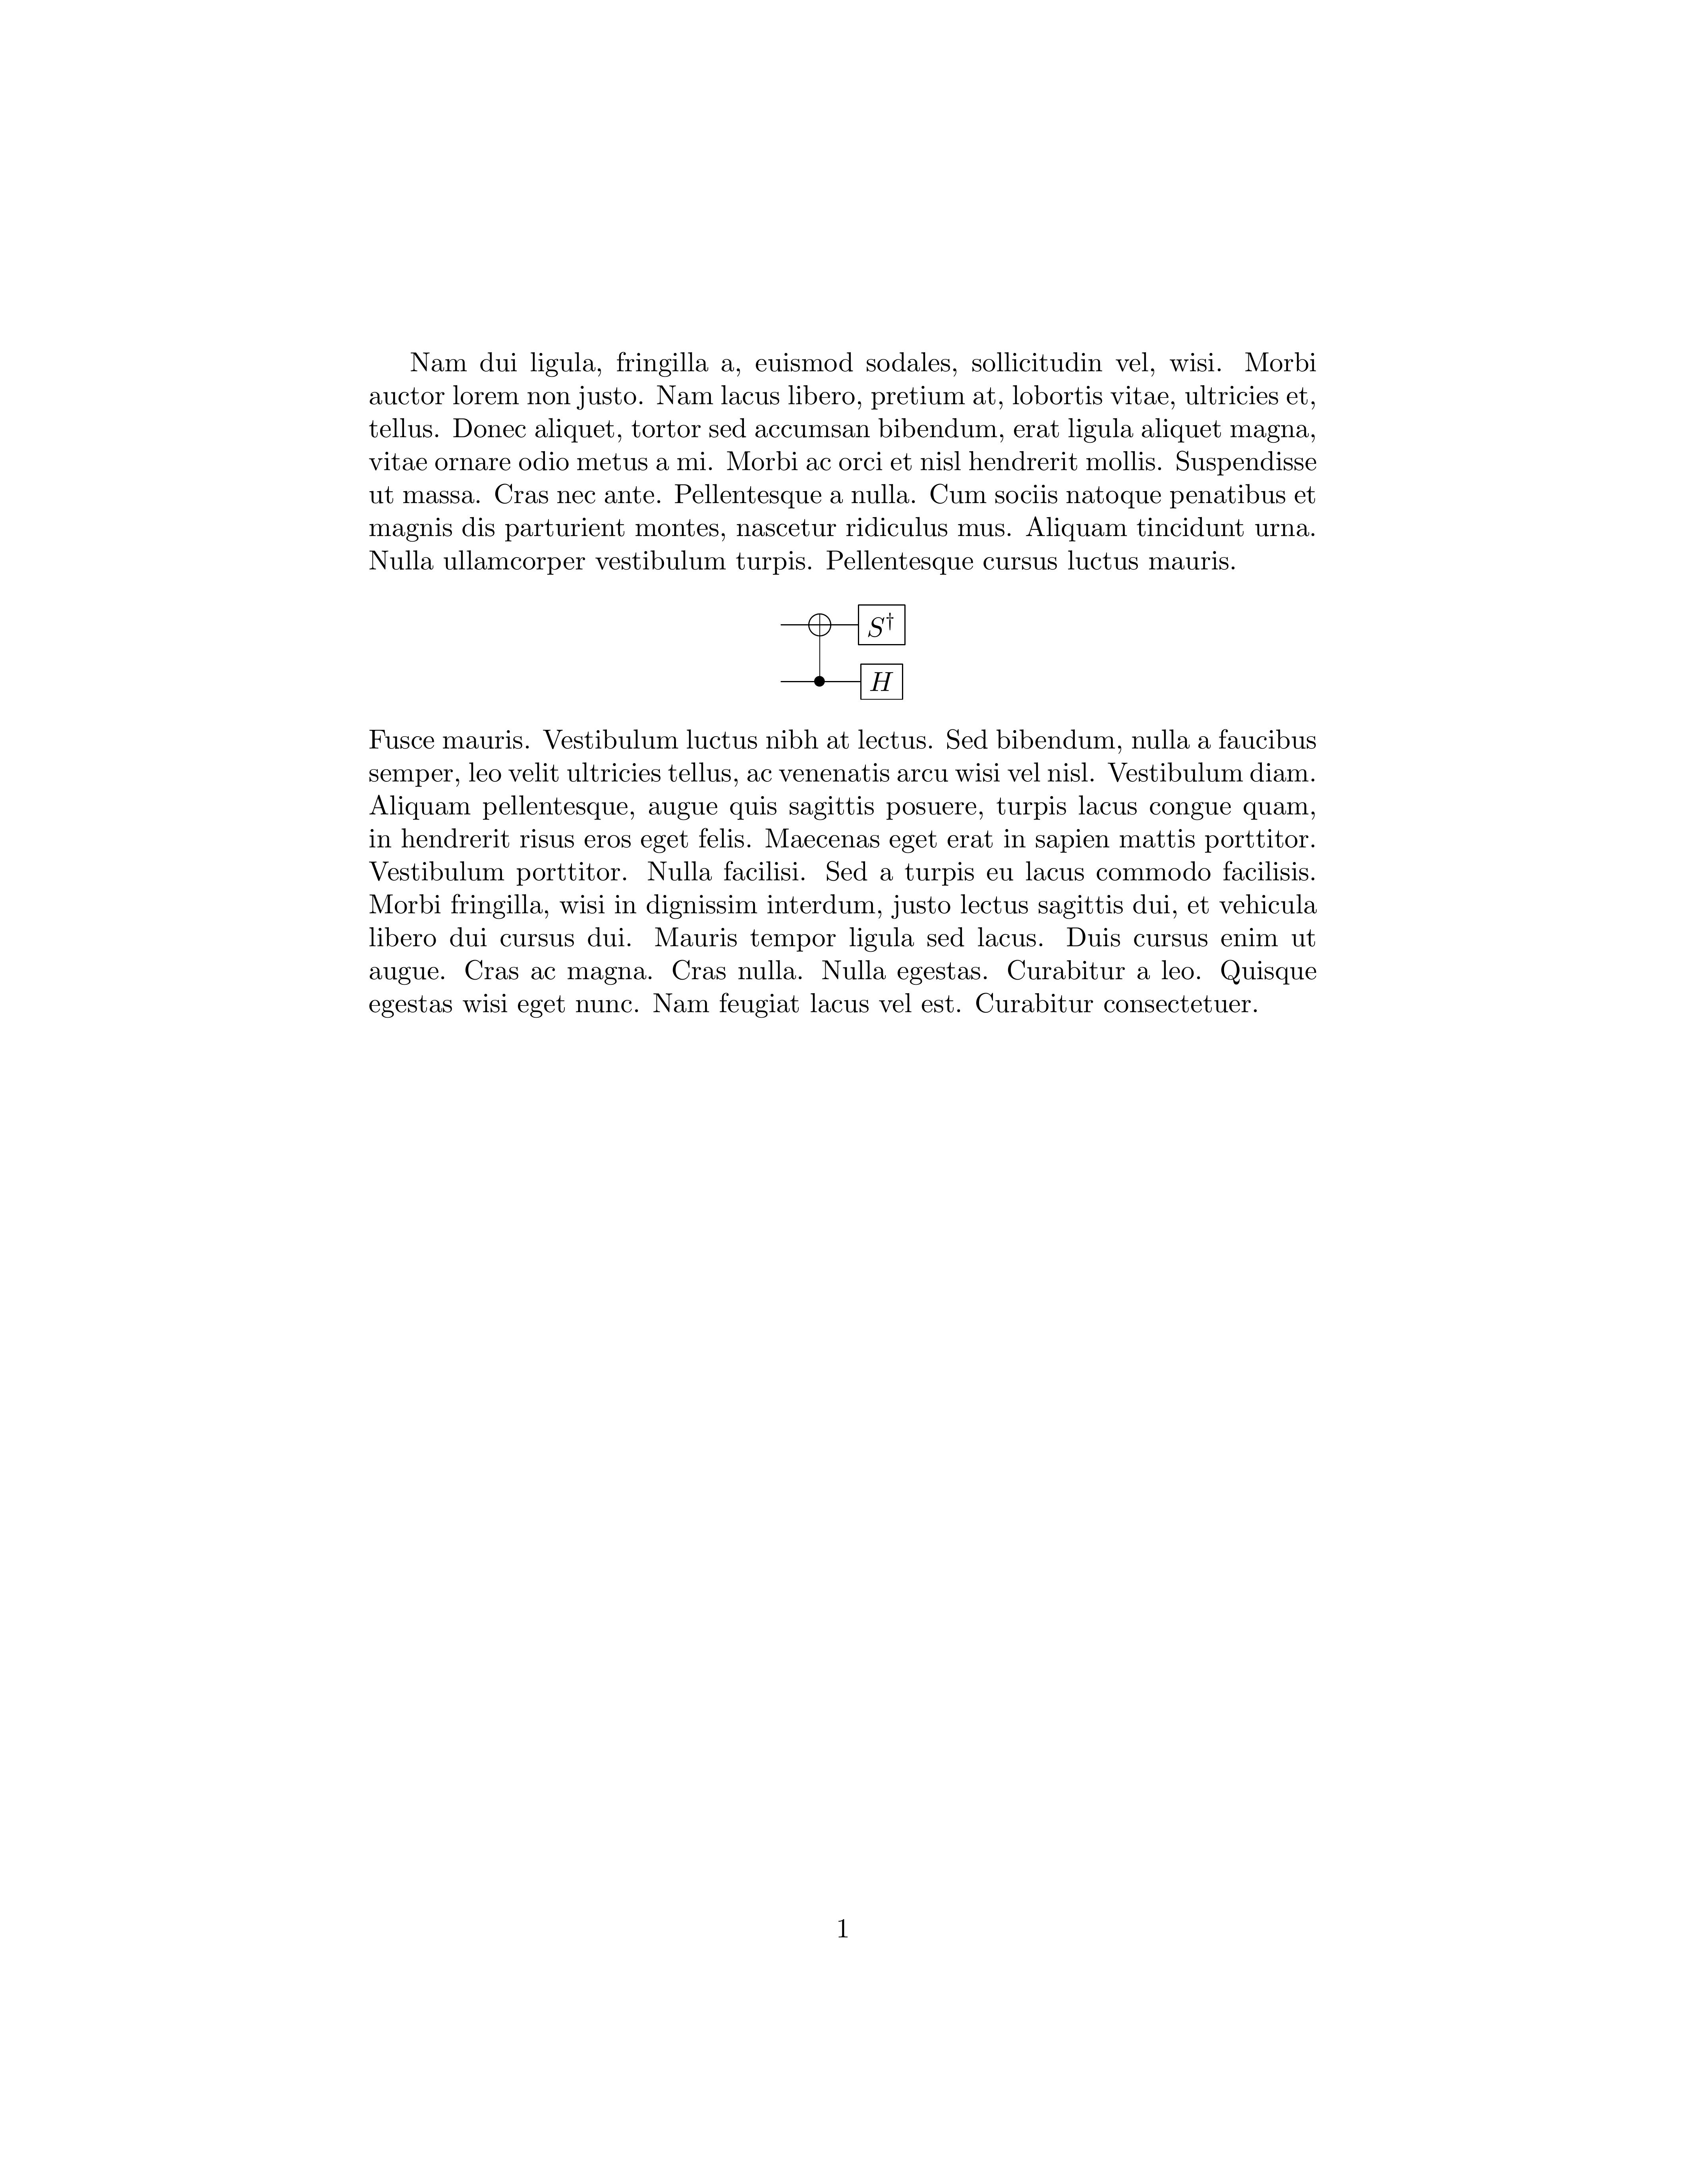 Nam dui ligula, fringilla a, euismod sodales, sollicitudin vel, wisi. Morbi
auctor lorem non justo. Nam lacus libero, pretium at, lobortis vitae, ultricies et,
tellus. Donec aliquet, tortor sed accumsan bibendum, erat ligula aliquet magna,
vitae ornare odio metus a mi. Morbi ac orci et nisl hendrerit mollis. Suspendisse
ut massa. Cras nec ante. Pellentesque a nulla. Cum sociis natoque penatibus et
magnis dis parturient montes, nascetur ridiculus mus. Aliquam tincidunt urna.
Nulla ullamcorper vestibulum turpis. Pellentesque cursus luctus mauris.
S†
H
Fusce mauris. Vestibulum luctus nibh at lectus. Sed bibendum, nulla a faucibus
semper, leo velit ultricies tellus, ac venenatis arcu wisi vel nisl. Vestibulum diam.
Aliquam pellentesque, augue quis sagittis posuere, turpis lacus congue quam,
in hendrerit risus eros eget felis. Maecenas eget erat in sapien mattis porttitor.
Vestibulum porttitor. Nulla facilisi. Sed a turpis eu lacus commodo facilisis.
Morbi fringilla, wisi in dignissim interdum, justo lectus sagittis dui, et vehicula
libero dui cursus dui. Mauris tempor ligula sed lacus. Duis cursus enim ut
augue. Cras ac magna. Cras nulla. Nulla egestas. Curabitur a leo. Quisque
egestas wisi eget nunc. Nam feugiat lacus vel est. Curabitur consectetuer.
1